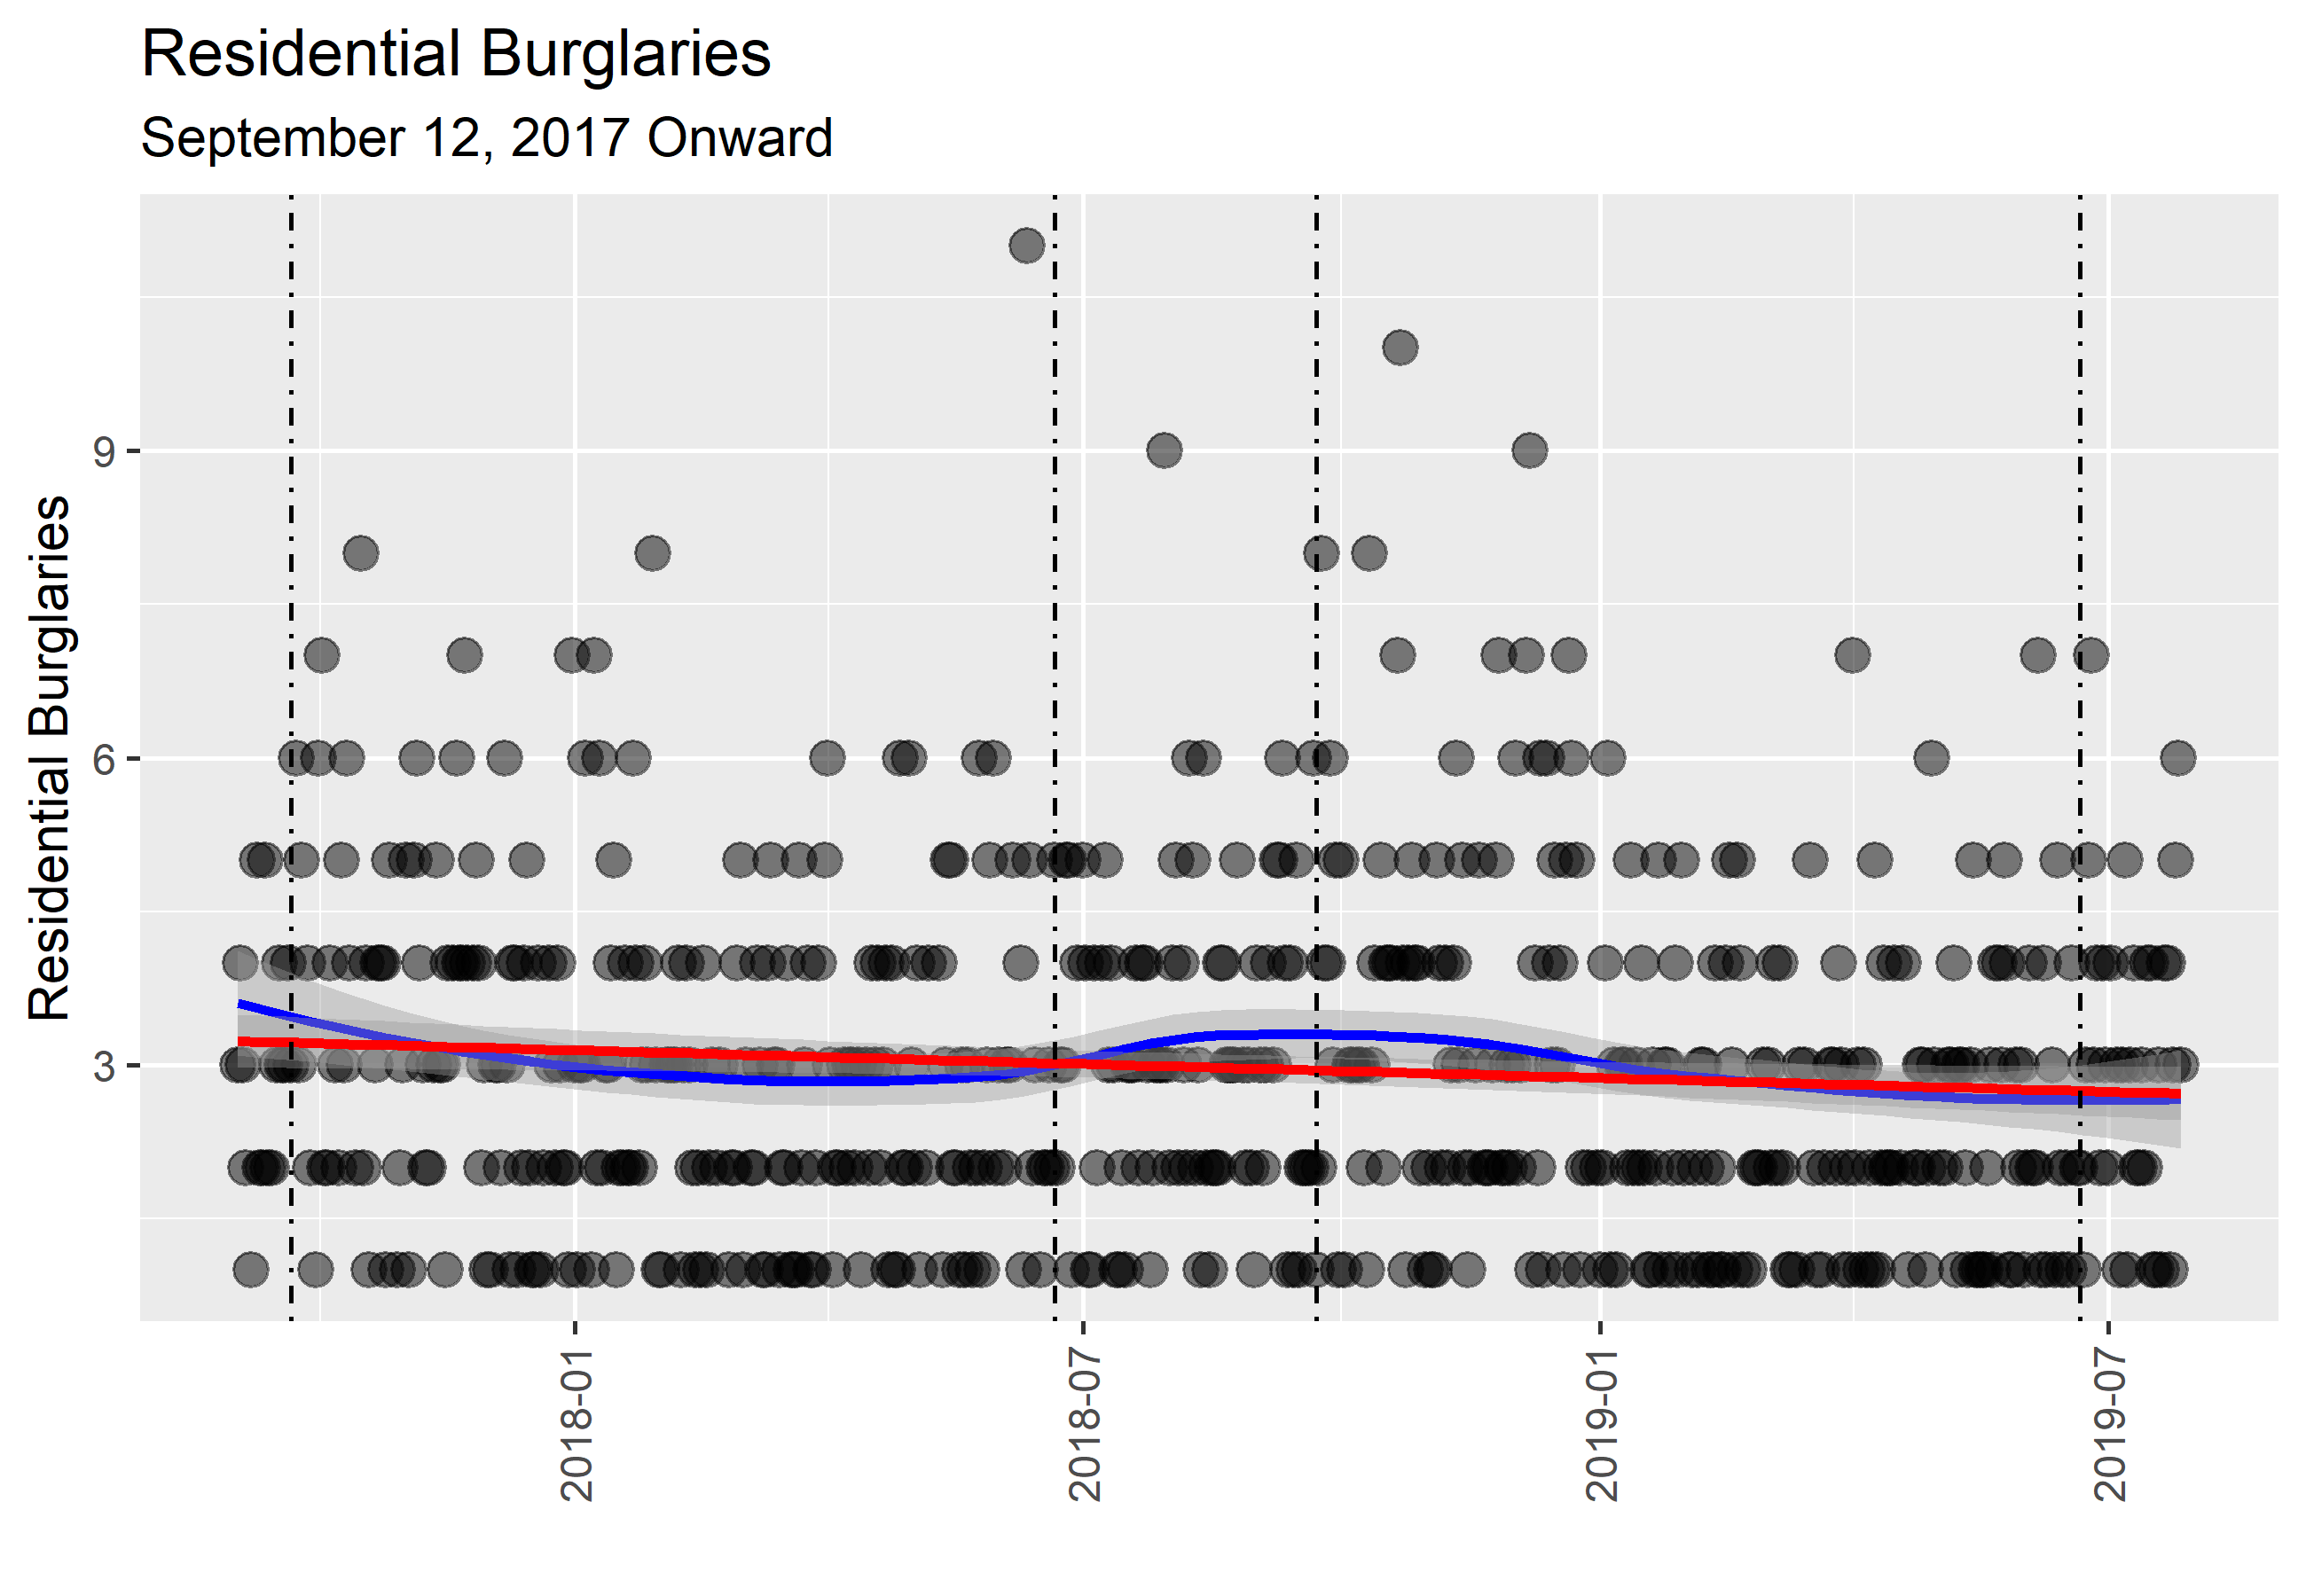 Residential Burglaries
September 12, 2017 Onward
Residential Burglaries
9
6
3
2018-01
2018-07
2019-01
2019-07